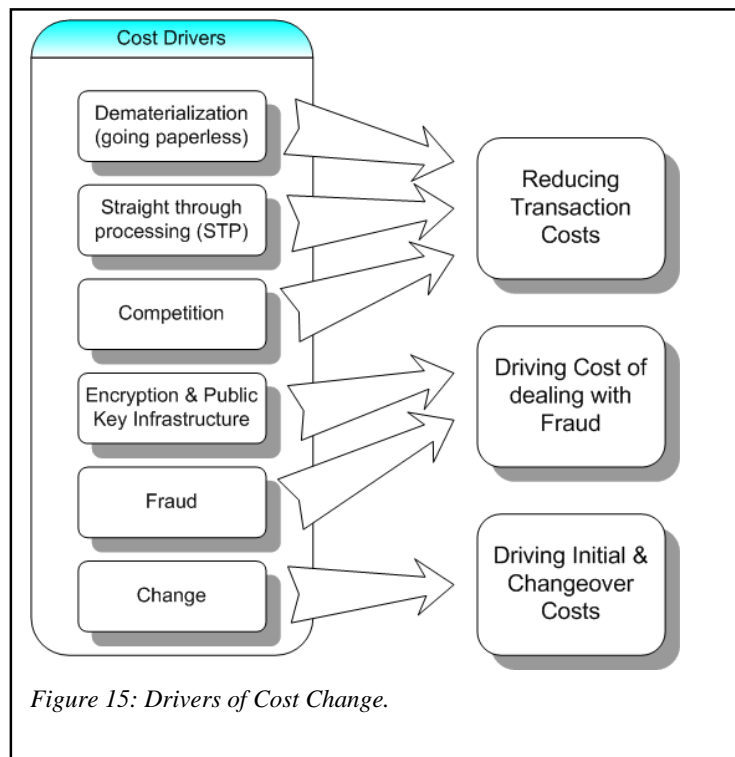 Cost Drivers
Dematerialization
(going paperless)
Straight through
processing (STP)
Competition
Encryption & Public
Key Infrastructure
Fraud
Change
Reducing
Transaction
Costs
Driving Cost of
dealing with
Fraud
Driving Initial &
Changeover
Costs
Figure 15: Drivers of Cost Change.